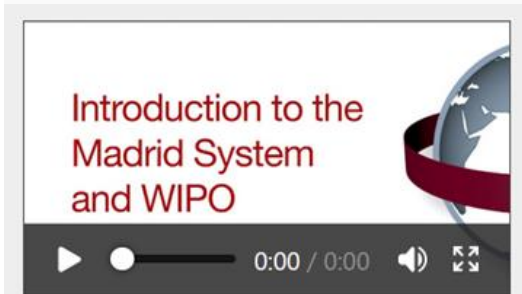 Introduction to the
Madrid System
and WIPO
0:00 / 0:00